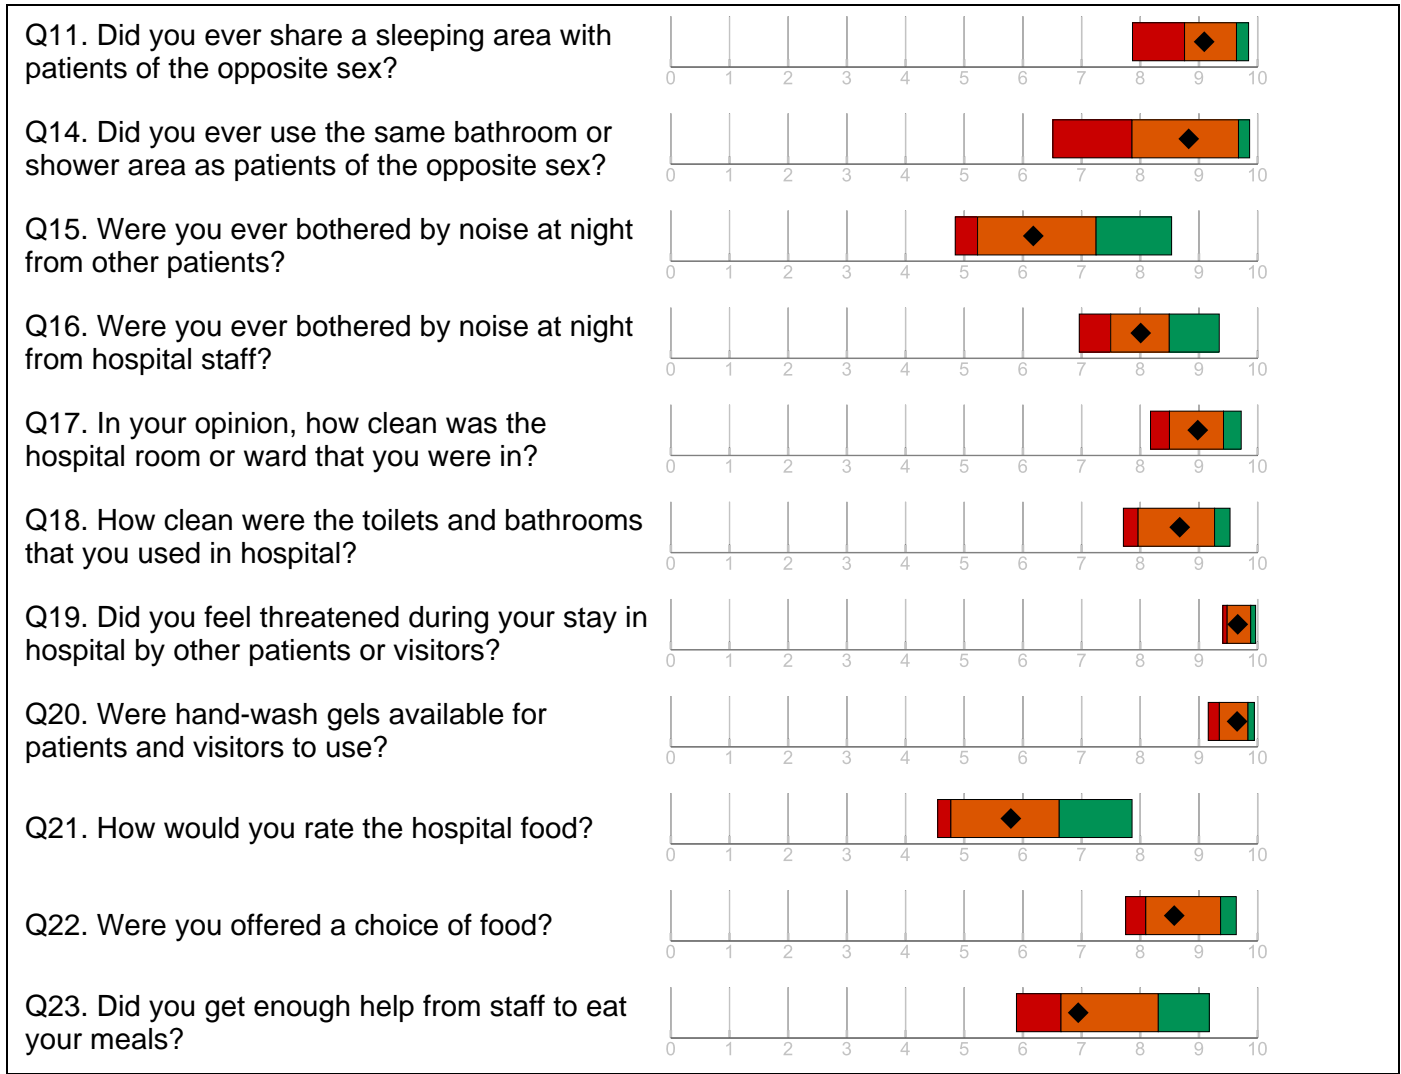 Q11. Did you ever share a sleeping area with
patients of the opposite sex?
0 1 2 3 4 5 6 7 8 9 10
Q14. Did you ever use the same bathroom or
shower area as patients of the opposite sex?
0 1 2 3 4 5 6 7 8 9 10
Q15. Were you ever bothered by noise at night
from other patients?
0 1 2 3 4 5 6 7 8 9 10
Q16. Were you ever bothered by noise at night
from hospital staff?
0 1 2 3 4 5 6 7 8 9 10
Q17. In your opinion, how clean was the
hospital room or ward that you were in?
0 1 2 3 4 5 6 7 8 9 10
Q18. How clean were the toilets and bathrooms
that you used in hospital?
0 1 2 3 4 5 6 7 8 9 10
Q19. Did you feel threatened during your stay in
hospital by other patients or visitors?
0 1 2 3 4 5 6 7 8 9 10
Q20. Were hand-wash gels available for
patients and visitors to use?
0 1 2 3 4 5 6 7 8 9 10
Q21. How would you rate the hospital food?
0 1 2 3 4 5 6 7 8 9 10
Q22. Were you offered a choice of food?
0 1 2 3 4 5 6 7 8 9 10
Q23. Did you get enough help from staff to eat
your meals?
0 1 2 3 4 5 6 7 8 9 10